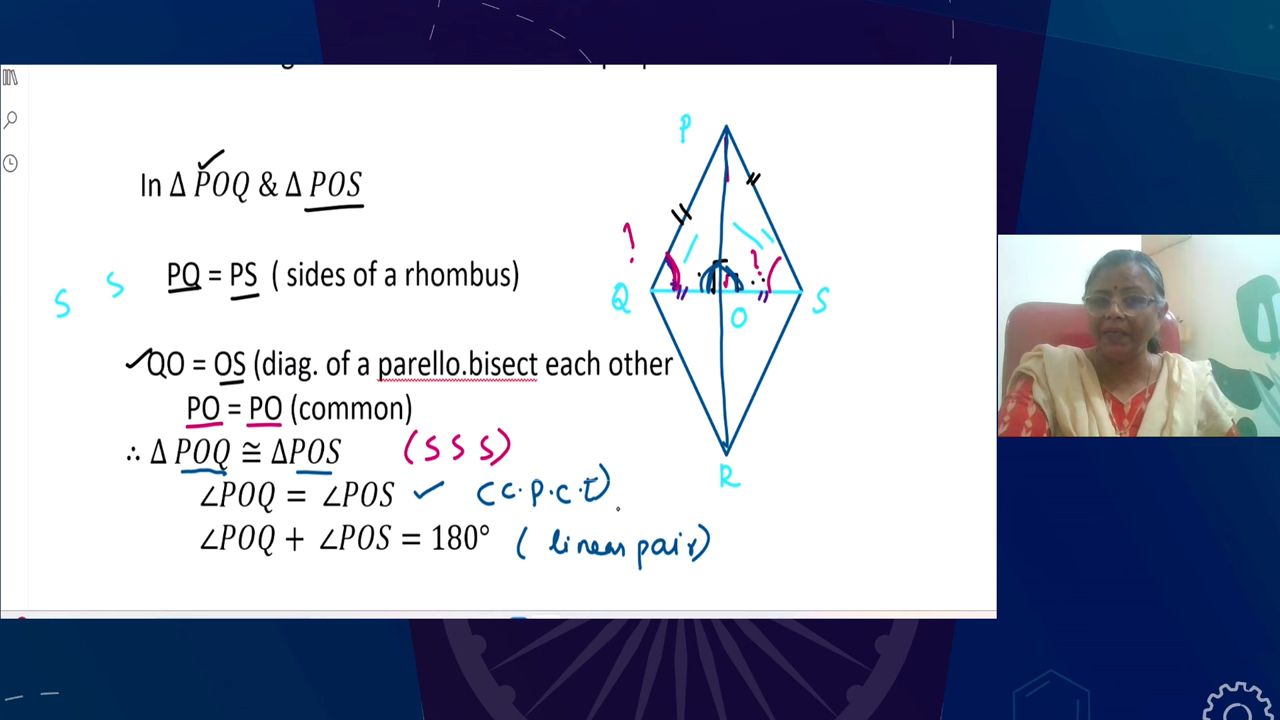 In Δ POQ & Δ POS
PQ = PS ( sides of a rhombus)
S S
QO = OS (diag. of a parello.bisect each other
PO = PO (common)
∴ Δ POQ ≅ ΔPOS (S S S)
∠POQ = ∠POS ✓ (C.P.C.T)
∠POQ + ∠POS = 180° ( linear pair)
P
? ?
Q O S
R